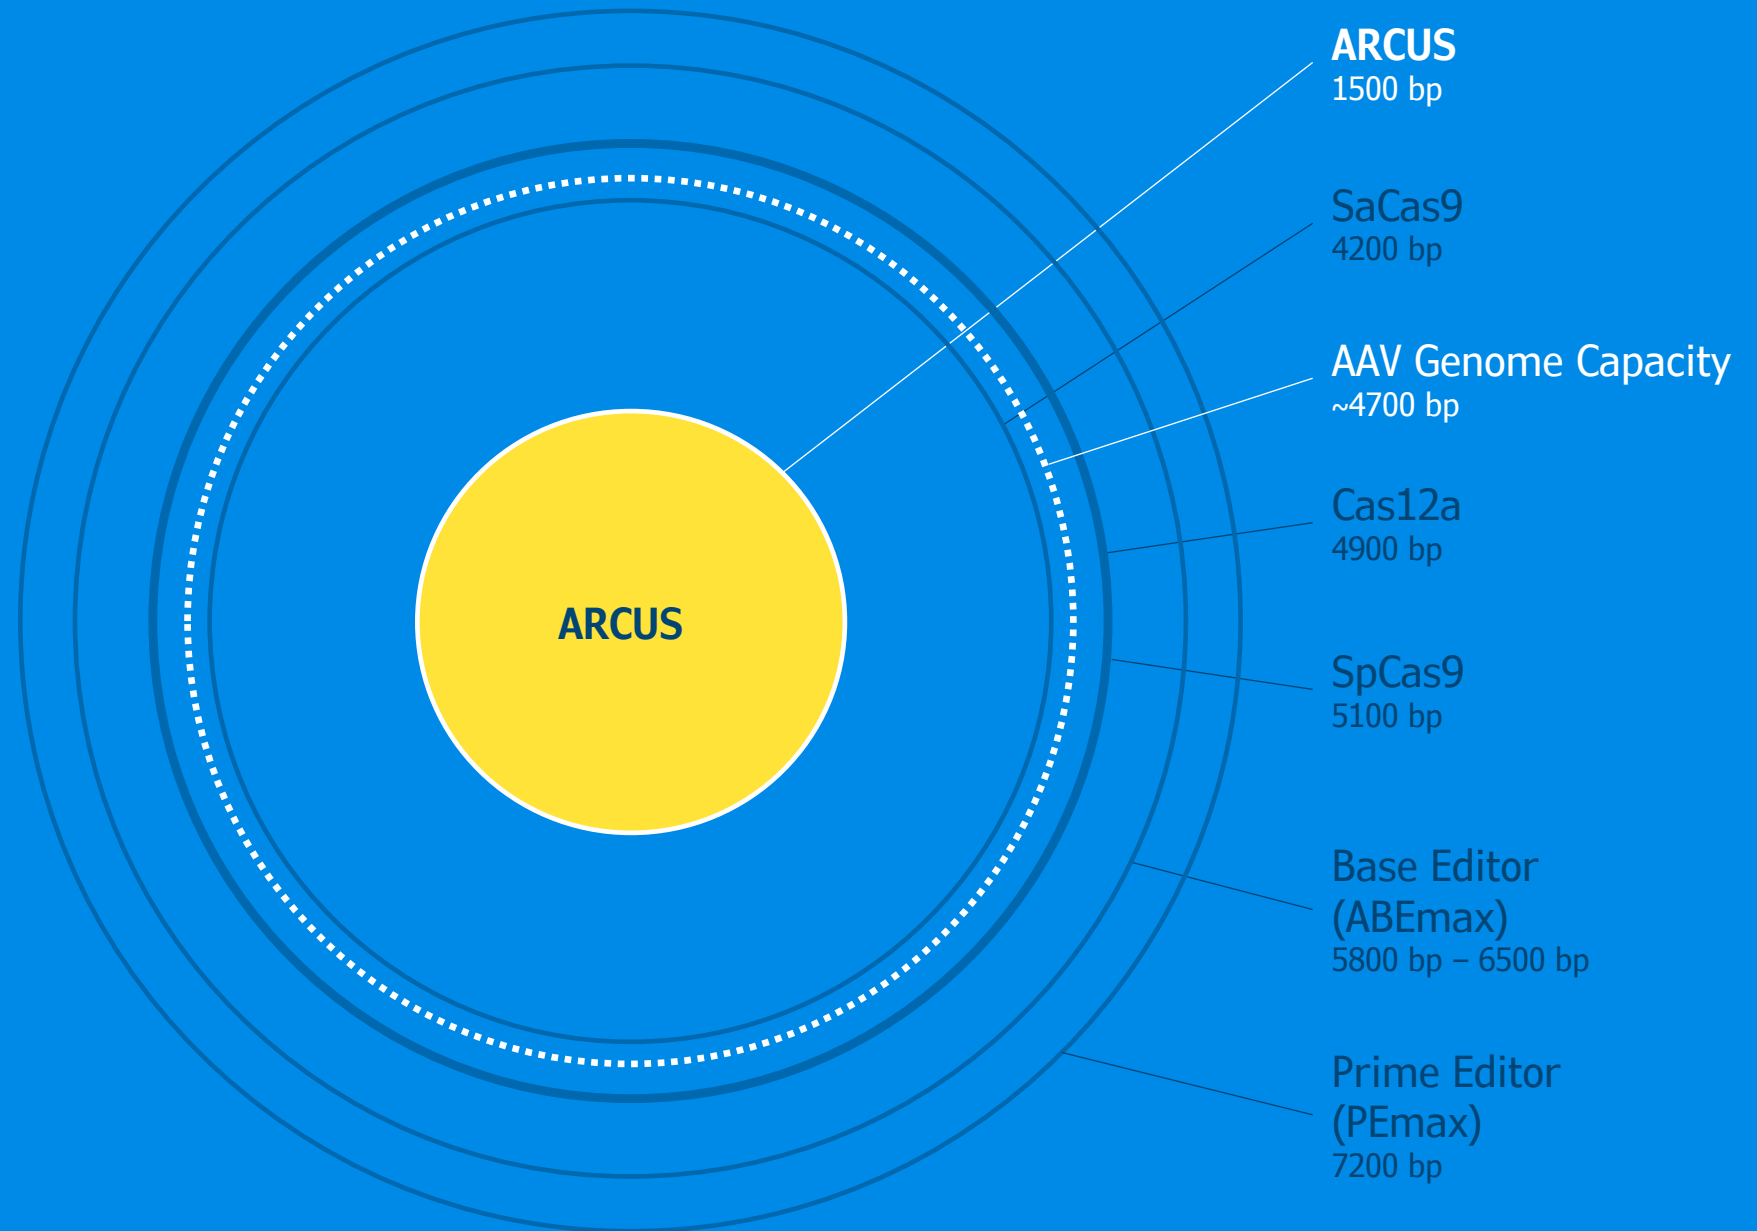 ARCUS
1500 bp
SaCas9
4200 bp
AAV Genome Capacity
~4700 bp
Cas12a
4900 bp
ARCUS
SpCas9
5100 bp
Base Editor
(ABEmax)
5800 bp – 6500 bp
Prime Editor
(PEmax)
7200 bp